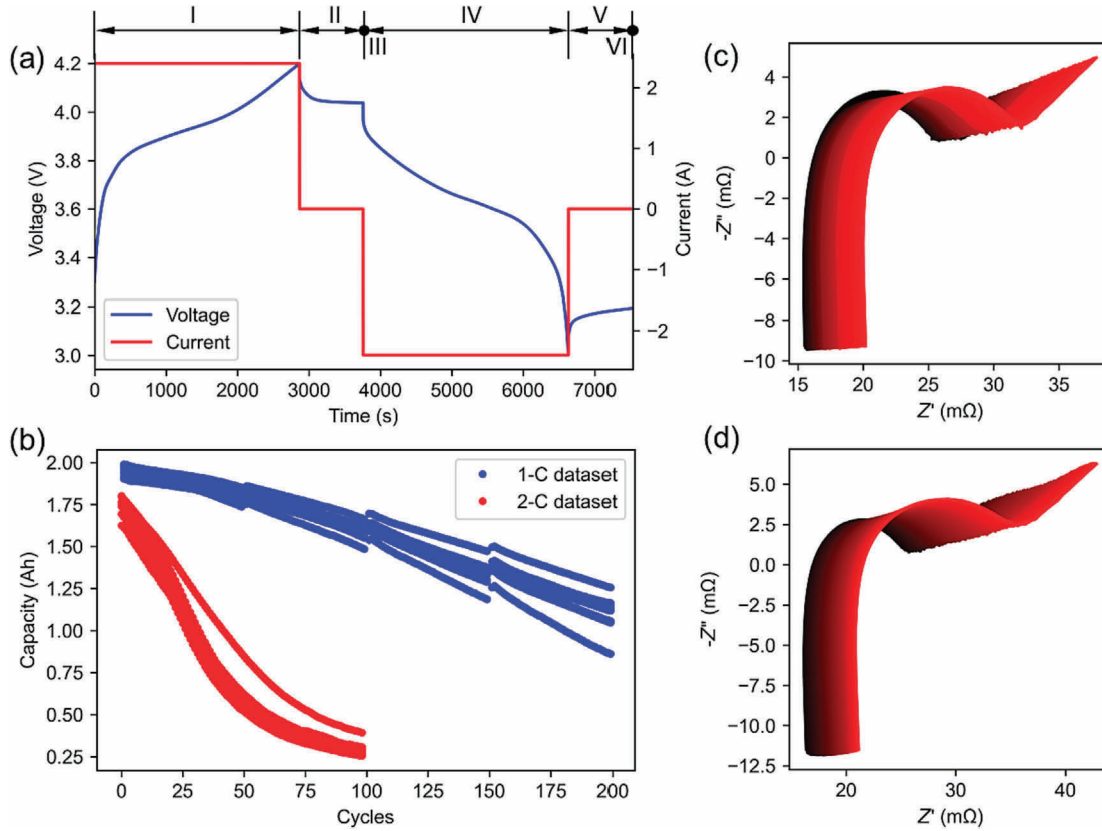 I II IV V
III VI
(a)
4.2
4.0
3.8
3.6
3.4
3.2
3.0
Voltage (V)
2
1
0
−1
−2
Current (A)
Voltage
Current
0 1000 2000 3000 4000 5000 6000 7000
Time (s)
(b)
2.00
1.75
1.50
1.25
1.00
0.75
0.50
0.25
Capacity (Ah)
1-C dataset
2-C dataset
0 25 50 75 100 125 150 175 200
Cycles
(c)
4
2
0
−2
−4
−6
−8
−10
-Z" (mΩ)
15 20 25 30 35
Z' (mΩ)
(d)
5.0
2.5
0.0
−2.5
−5.0
−7.5
−10.0
−12.5
-Z" (mΩ)
20 30 40
Z' (mΩ)